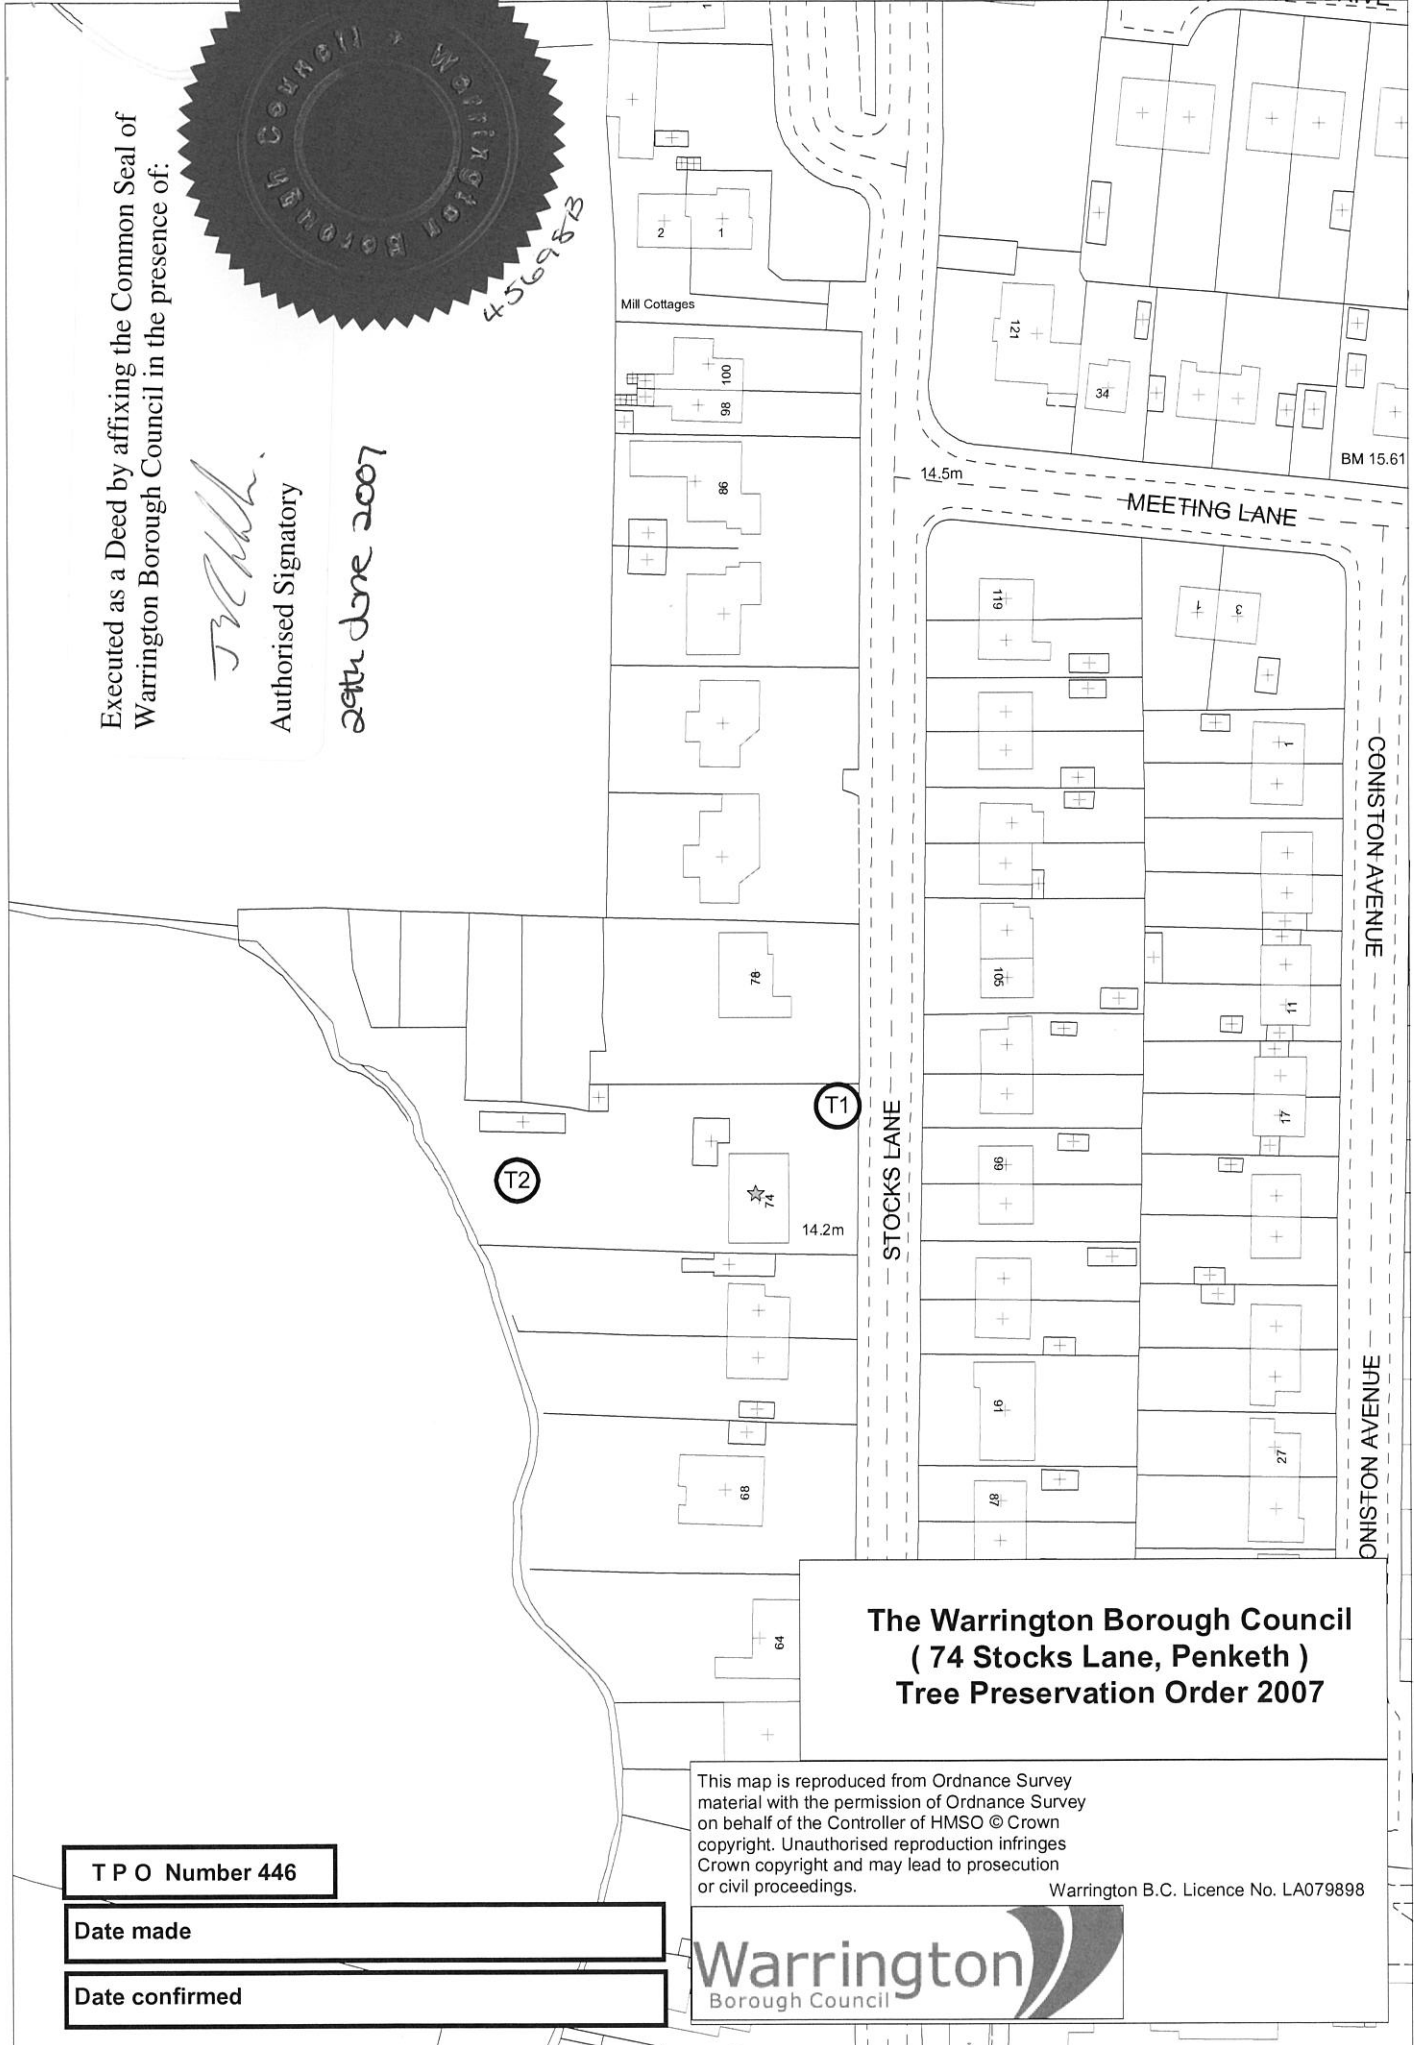 Warrington Borough Council
Executed as a Deed by affixing the Common Seal of
Warrington Borough Council in the presence of:
Authorised Signatory
29th June 2007
45698B
2
1
Mill Cottages
100
98
86
121
34
BM 15.61
14.5m
MEETING LANE
119
1
3
1
CONISTON AVENUE
78
105
11
T1
STOCKS LANE
17
T2
74
99
14.2m
91
27
68
87
ONISTON AVENUE
64
The Warrington Borough Council
( 74 Stocks Lane, Penketh )
Tree Preservation Order 2007
This map is reproduced from Ordnance Survey
material with the permission of Ordnance Survey
on behalf of the Controller of HMSO © Crown
copyright. Unauthorised reproduction infringes
Crown copyright and may lead to prosecution
or civil proceedings.
Warrington B.C. Licence No. LA079898
T P O Number 446
Date made
Date confirmed
Warrington
Borough Council